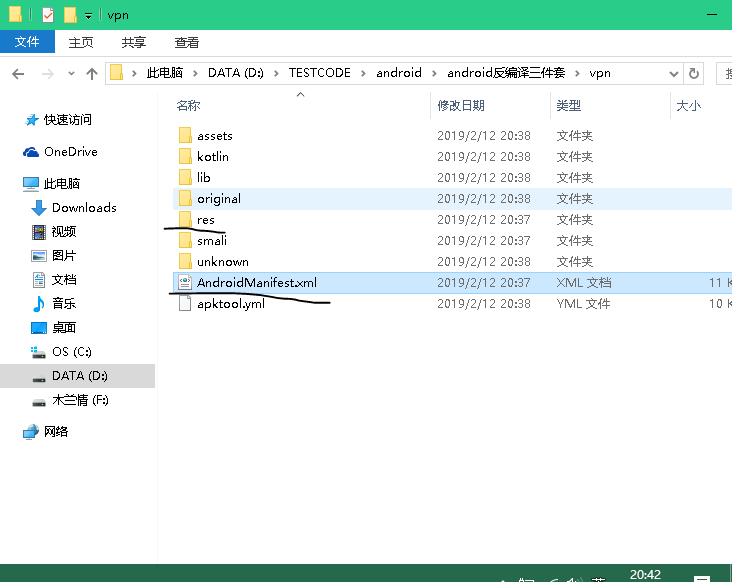 vpn
文件 主页 共享 查看
此电脑 DATA (D:) TESTCODE android android反编译三件套 vpn
名称 修改日期 类型 大小
快速访问
OneDrive
此电脑
Downloads
视频
图片
文档
音乐
桌面
OS (C:)
DATA (D:)
木兰情 (F:)
网络
assets 2019/2/12 20:38 文件夹
kotlin 2019/2/12 20:38 文件夹
lib 2019/2/12 20:38 文件夹
original 2019/2/12 20:38 文件夹
res 2019/2/12 20:37 文件夹
smali 2019/2/12 20:37 文件夹
unknown 2019/2/12 20:38 文件夹
AndroidManifest.xml 2019/2/12 20:37 XML 文档 11 K
apktool.yml 2019/2/12 20:38 YML 文件 10 K
20:42